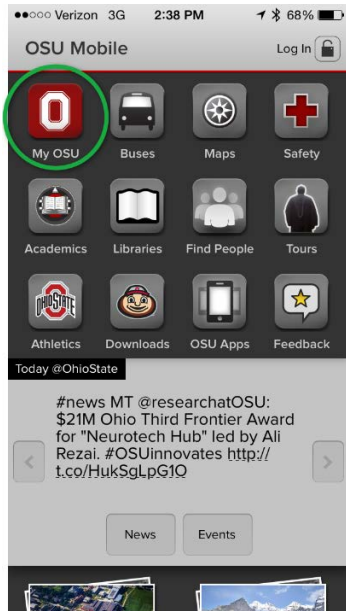 Verizon 3G 2:38 PM 68%
OSU Mobile Log In
O
My OSU Buses Maps Safety
Academics Libraries Find People Tours
OHIO STATE
Athletics Downloads OSU Apps Feedback
Today @OhioState
#news MT @researchatOSU:
$21M Ohio Third Frontier Award
for "Neurotech Hub" led by Ali
Rezai. #OSUinnovates http://
t.co/HukSgLpG1O
< >
News Events